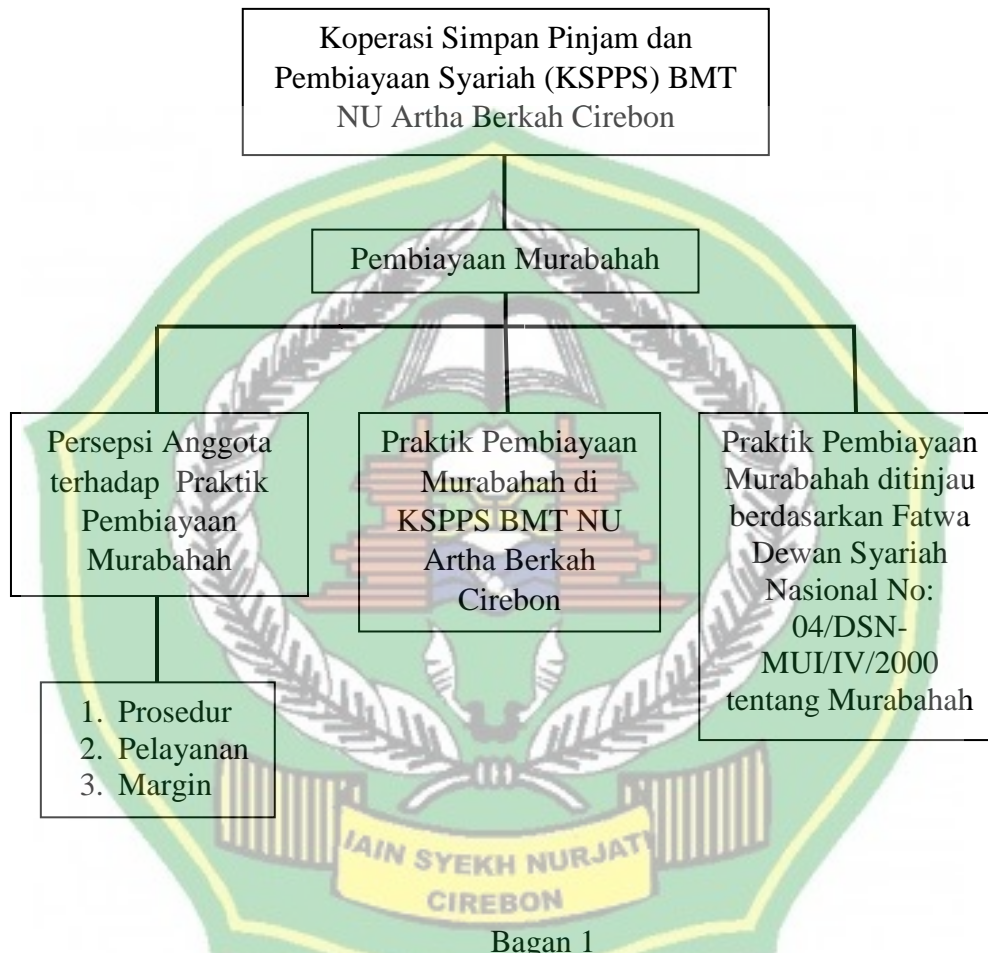 Koperasi Simpan Pinjam dan
Pembiayaan Syariah (KSPPS) BMT
NU Artha Berkah Cirebon
Pembiayaan Murabahah
Persepsi Anggota
terhadap Praktik
Pembiayaan
Murabahah
Praktik Pembiayaan
Murabahah di
KSPPS BMT NU
Artha Berkah
Cirebon
Praktik Pembiayaan
Murabahah ditinjau
berdasarkan Fatwa
Dewan Syariah
Nasional No:
04/DSN-
MUI/IV/2000
tentang Murabahah
1. Prosedur
2. Pelayanan
3. Margin
IAIN SYEKH NURJATI
CIREBON
Bagan 1